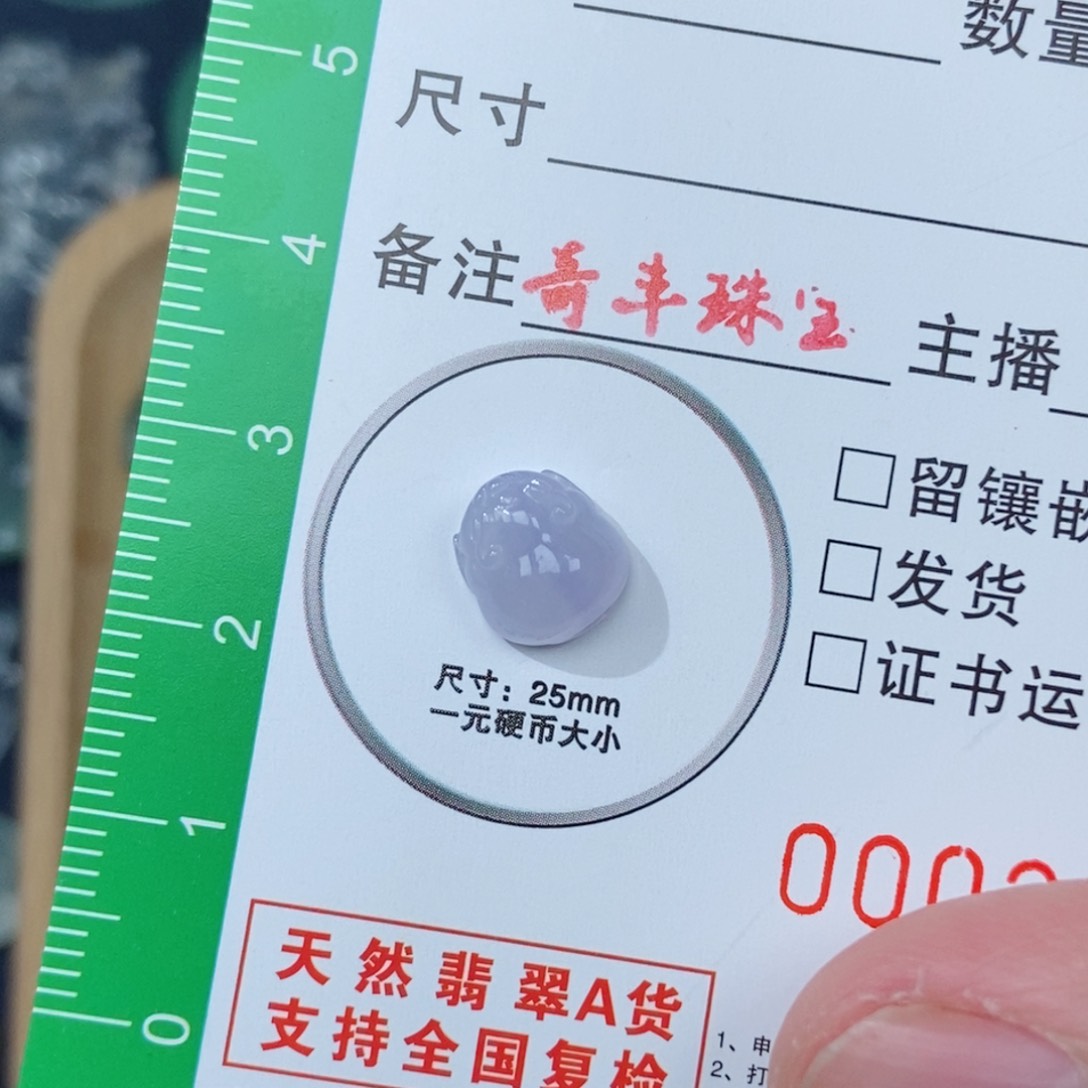 数量
尺寸
备注 奇丰珠宝 主播
留镶嵌
发货
证书运
尺寸：25mm
一元硬币大小
5
4
3
2
1
0
000
天然翡翠A货
支持全国复检
1、申
2、打